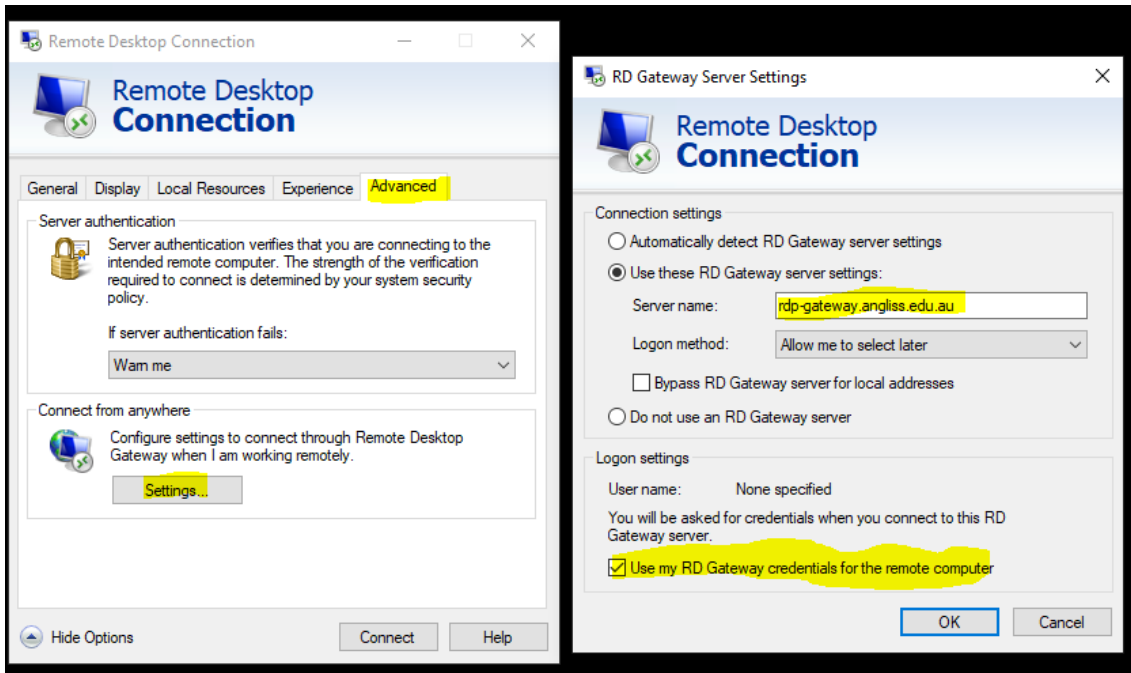 Remote Desktop Connection
Remote Desktop
Connection
General Display Local Resources Experience Advanced
Server authentication
Server authentication verifies that you are connecting to the
intended remote computer. The strength of the verification
required to connect is determined by your system security
policy.
If server authentication fails:
Warn me
Connect from anywhere
Configure settings to connect through Remote Desktop
Gateway when I am working remotely.
Settings...
Hide Options
Connect
Help
RD Gateway Server Settings
Remote Desktop
Connection
Connection settings
Automatically detect RD Gateway server settings
Use these RD Gateway server settings:
Server name: rdp-gateway.angliss.edu.au
Logon method: Allow me to select later
Bypass RD Gateway server for local addresses
Do not use an RD Gateway server
Logon settings
User name: None specified
You will be asked for credentials when you connect to this RD
Gateway server.
Use my RD Gateway credentials for the remote computer
OK
Cancel